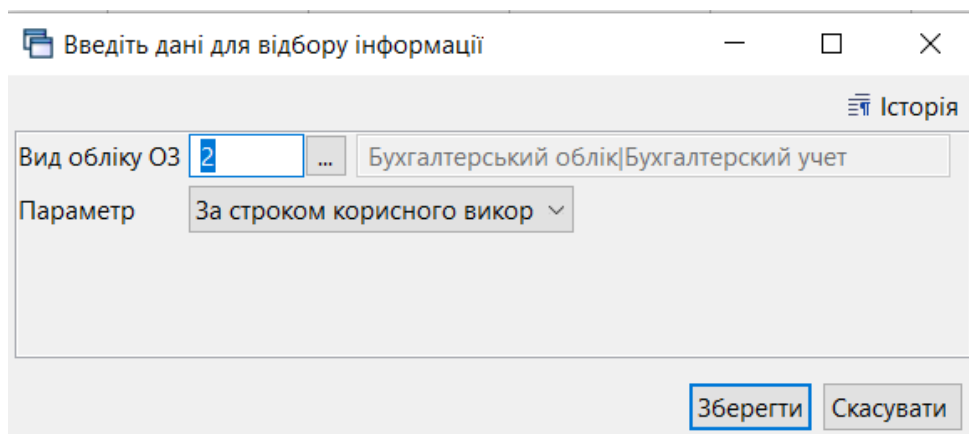 Введіть дані для відбору інформації
Історія
Вид обліку ОЗ 2 ... Бухгалтерський облік|Бухгалтерский учет
Параметр За строком корисного викор
Зберегти Скасувати